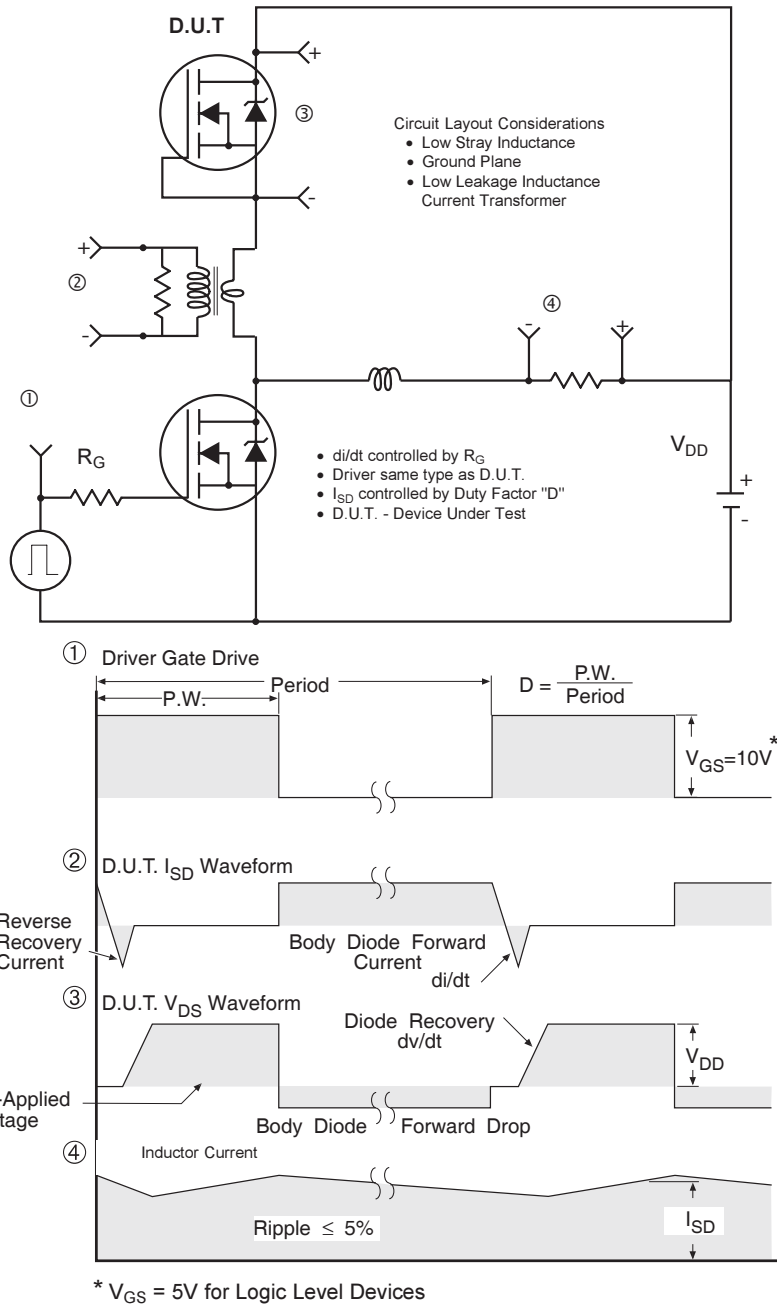 D.U.T
+
③
-
Circuit Layout Considerations
• Low Stray Inductance
• Ground Plane
• Low Leakage Inductance
Current Transformer
+
②
-
④
- +
①
R_G
V_DD
+
-
• di/dt controlled by R_G
• Driver same type as D.U.T.
• I_SD controlled by Duty Factor "D"
• D.U.T. - Device Under Test
① Driver Gate Drive
P.W.
Period
D = P.W. / Period
V_GS=10V *
② D.U.T. I_SD Waveform
Reverse
Recovery
Current
Body Diode Forward
Current
di/dt
③ D.U.T. V_DS Waveform
Diode Recovery
dv/dt
V_DD
-Applied
tage
Body Diode Forward Drop
④
Inductor Current
Ripple ≤ 5%
I_SD
* V_GS = 5V for Logic Level Devices